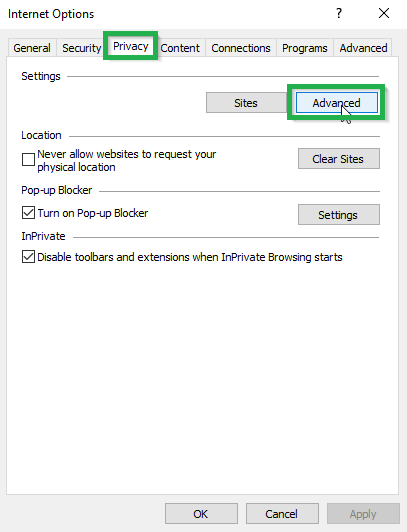 Internet Options ?
General Security Privacy Content Connections Programs Advanced
Settings
Sites Advanced
Location
Never allow websites to request your
physical location
Clear Sites
Pop-up Blocker
Turn on Pop-up Blocker Settings
InPrivate
Disable toolbars and extensions when InPrivate Browsing starts
OK Cancel Apply